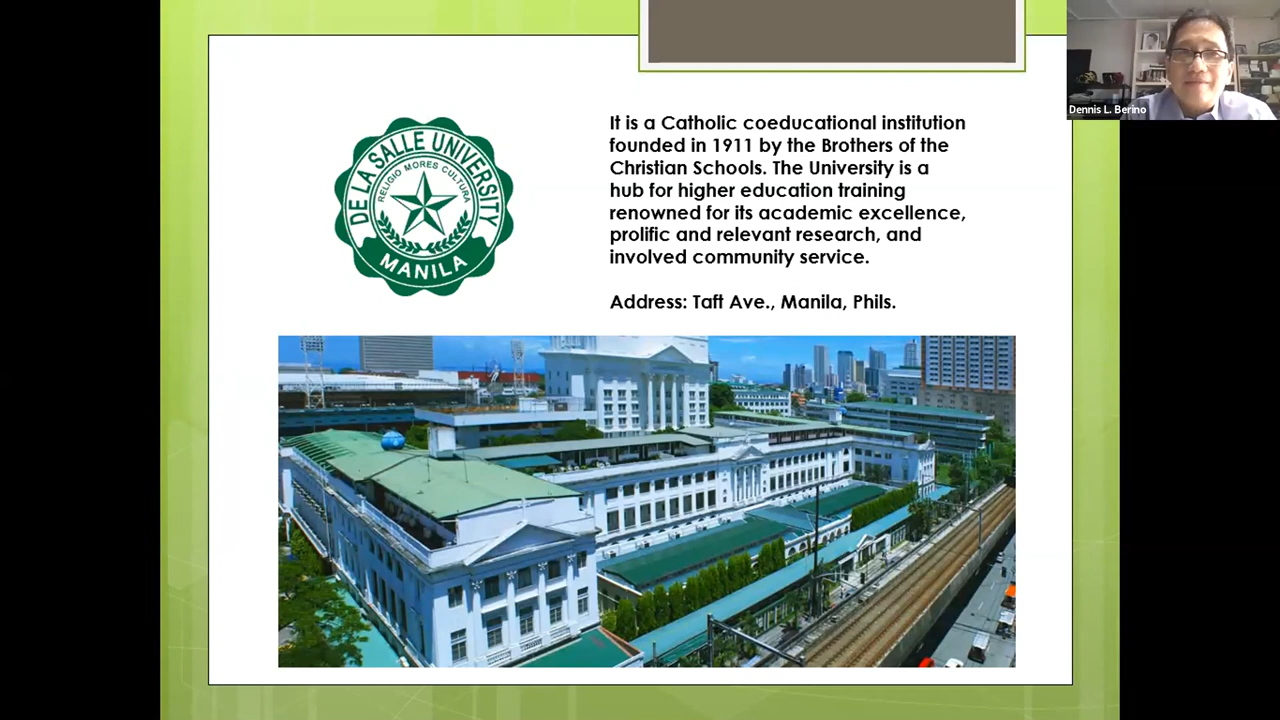 It is a Catholic coeducational institution
founded in 1911 by the Brothers of the
Christian Schools. The University is a
hub for higher education training
renowned for its academic excellence,
prolific and relevant research, and
involved community service.
Address: Taft Ave., Manila, Phils.
DE LA SALLE UNIVERSITY
RELIGIO MORES CULTURA
MANILA
Dennis L. Berino